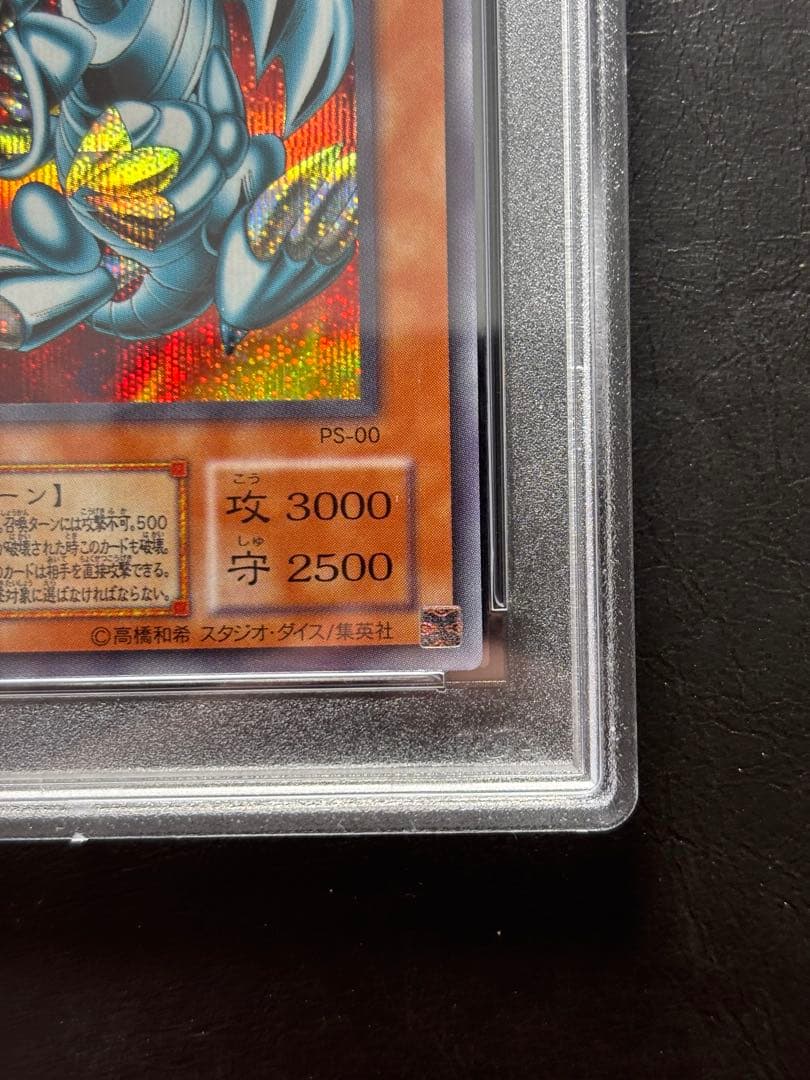 PS-00
ーン】
召喚ターンには攻撃不可。500
が破壊された時このカードも破壊。
のカードは相手を直接攻撃できる。
対象に選ばなければならない。
こう
攻 3000
しゅ
守 2500
©高橋和希 スタジオ・ダイス/集英社